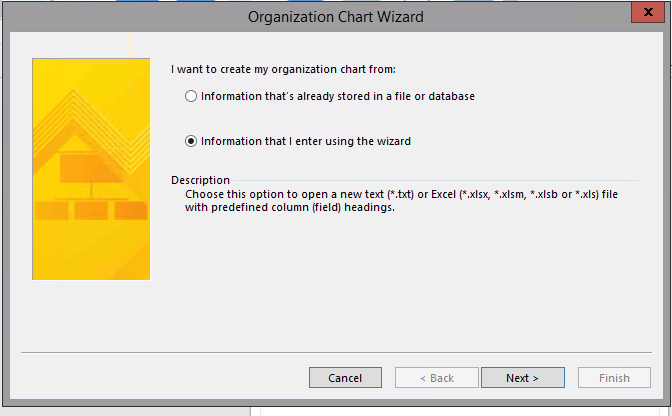 Organization Chart Wizard
x
I want to create my organization chart from:
Information that's already stored in a file or database
Information that I enter using the wizard
Description
Choose this option to open a new text (*.txt) or Excel (*.xlsx, *.xlsm, *.xlsb or *.xls) file
with predefined column (field) headings.
Cancel
< Back
Next >
Finish